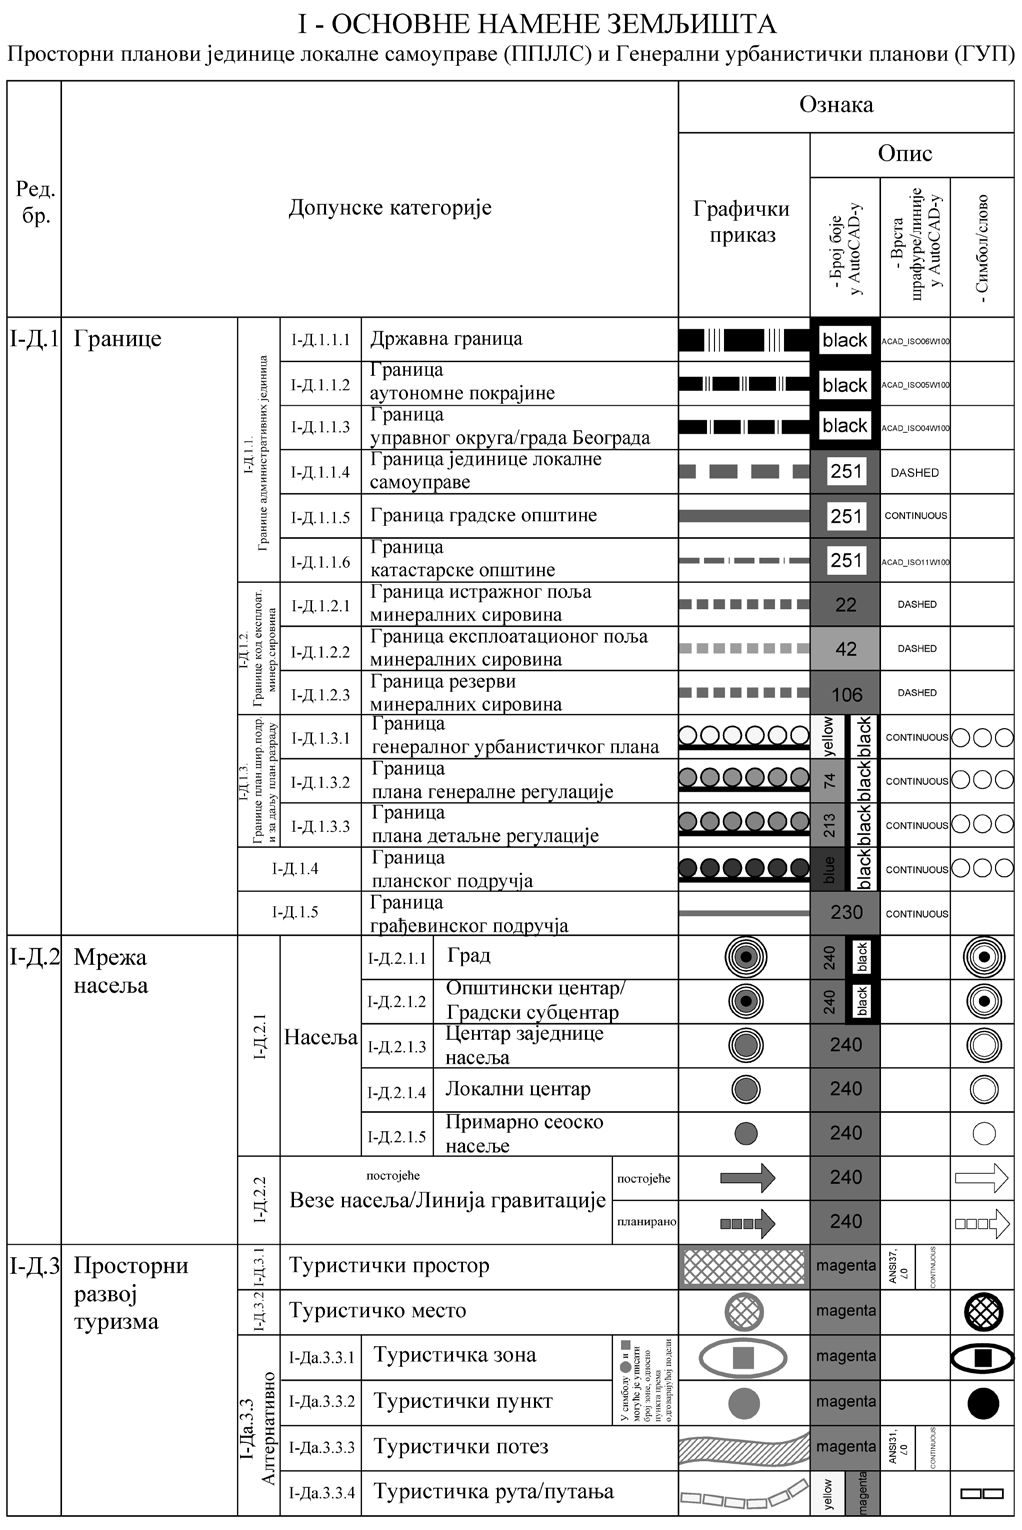 I - ОСНОВНЕ НАМЕНЕ ЗЕМЉИШТА
Просторни планови јединице локалне самоуправе (ППЈЛС) и Генерални урбанистички планови (ГУП)
Ред.
бр.
Допунске категорије
Ознака
Графички
приказ
Опис
- Број боје
у AutoCAD-у
- Врста
шрафуре/линије
у AutoCAD-у
- Симбол/слово
I-Д.1
Границе
I-Д.1.1.
Границе административних јединица
I-Д.1.1.1
Државна граница
black
ACAD_ISO06W100
I-Д.1.1.2
Граница
аутономне покрајине
black
ACAD_ISO05W100
I-Д.1.1.3
Граница
управног округа/града Београда
black
ACAD_ISO04W100
I-Д.1.1.4
Граница јединице локалне
самоуправе
251
DASHED
I-Д.1.1.5
Граница градске општине
251
CONTINUOUS
I-Д.1.1.6
Граница
катастарске општине
251
ACAD_ISO11W100
I-Д.1.2.
Границе код експлоат.
минер.сировина
I-Д.1.2.1
Граница истражног поља
минералних сировина
22
DASHED
I-Д.1.2.2
Граница експлоатационог поља
минералних сировина
42
DASHED
I-Д.1.2.3
Граница резерви
минералних сировина
106
DASHED
I-Д.1.3.
Границе план.шир.подр.
и за даљу план.разраду
I-Д.1.3.1
Граница
генералног урбанистичког плана
yellow
black
CONTINUOUS
I-Д.1.3.2
Граница
плана генералне регулације
74
black
CONTINUOUS
I-Д.1.3.3
Граница
плана детаљне регулације
213
black
CONTINUOUS
I-Д.1.4
Граница
планског подручја
blue
black
CONTINUOUS
I-Д.1.5
Граница
грађевинског подручја
230
CONTINUOUS
I-Д.2
Мрежа
насеља
I-Д.2.1
Насеља
I-Д.2.1.1
Град
240
black
I-Д.2.1.2
Општински центар/
Градски субцентар
240
black
I-Д.2.1.3
Центар заједнице
насеља
240
I-Д.2.1.4
Локални центар
240
I-Д.2.1.5
Примарно сеоско
насеље
240
I-Д.2.2
постојеће
Везе насеља/Линија гравитације
постојеће
240
планирано
240
I-Д.3
Просторни
развој
туризма
I-Д.3.1
Туристички простор
magenta
ANSI37,
∠0
CONTINUOUS
I-Д.3.2
Туристичко место
magenta
I-Да.3.3
Алтернативно
I-Да.3.3.1
Туристичка зона
У симболу и
могуће је уписати
број зоне, односно
пункта према
одговарајућој подели
magenta
I-Да.3.3.2
Туристички пункт
magenta
I-Да.3.3.3
Туристички потез
magenta
ANSI31,
∠0
CONTINUOUS
I-Да.3.3.4
Туристичка рута/путања
yellow
magenta